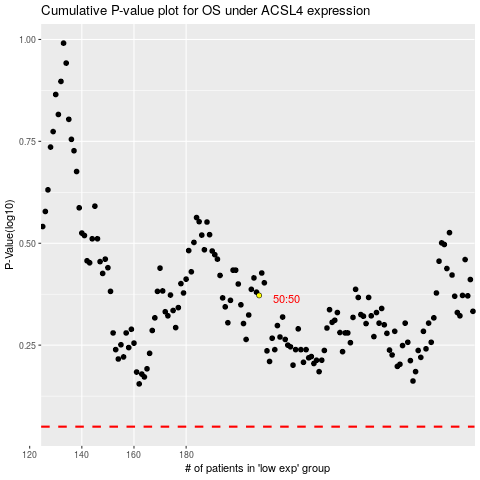 Cumulative P-value plot for OS under ACSL4 expression
P-Value(log10)
1.00
0.75
0.50
0.25
50:50
120 140 160 180
# of patients in 'low exp' group